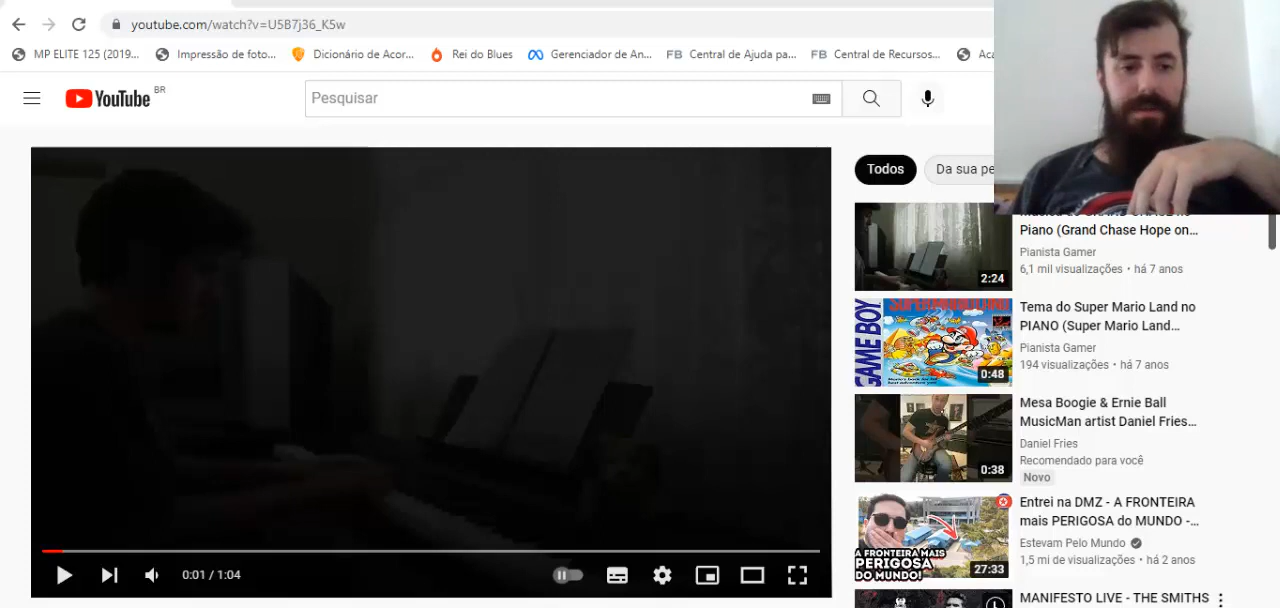 youtube.com/watch?v=U5B7j36_K5w
MP ELITE 125 (2019...
Impressão de foto...
Dicionário de Acor...
Rei do Blues
Gerenciador de An...
FB Central de Ajuda pa...
FB Central de Recursos...
Aca
YouTube BR
Pesquisar
Todos
Da sua pe
Piano (Grand Chase Hope on...
Pianista Gamer
6,1 mil visualizações • há 7 anos
2:24
Tema do Super Mario Land no
PIANO (Super Mario Land...
Pianista Gamer
194 visualizações • há 7 anos
GAME BOY
SUPER MARIO LAND
0:48
Mesa Boogie & Ernie Ball
MusicMan artist Daniel Fries...
Daniel Fries
Recomendado para você
Novo
0:38
Entrei na DMZ - A FRONTEIRA
mais PERIGOSA do MUNDO -...
Estevam Pelo Mundo
1,5 mi de visualizações • há 2 anos
A FRONTEIRA MAIS
PERIGOSA
DO MUNDO!
27:33
MANIFESTO LIVE - THE SMITHS
0:01 / 1:04